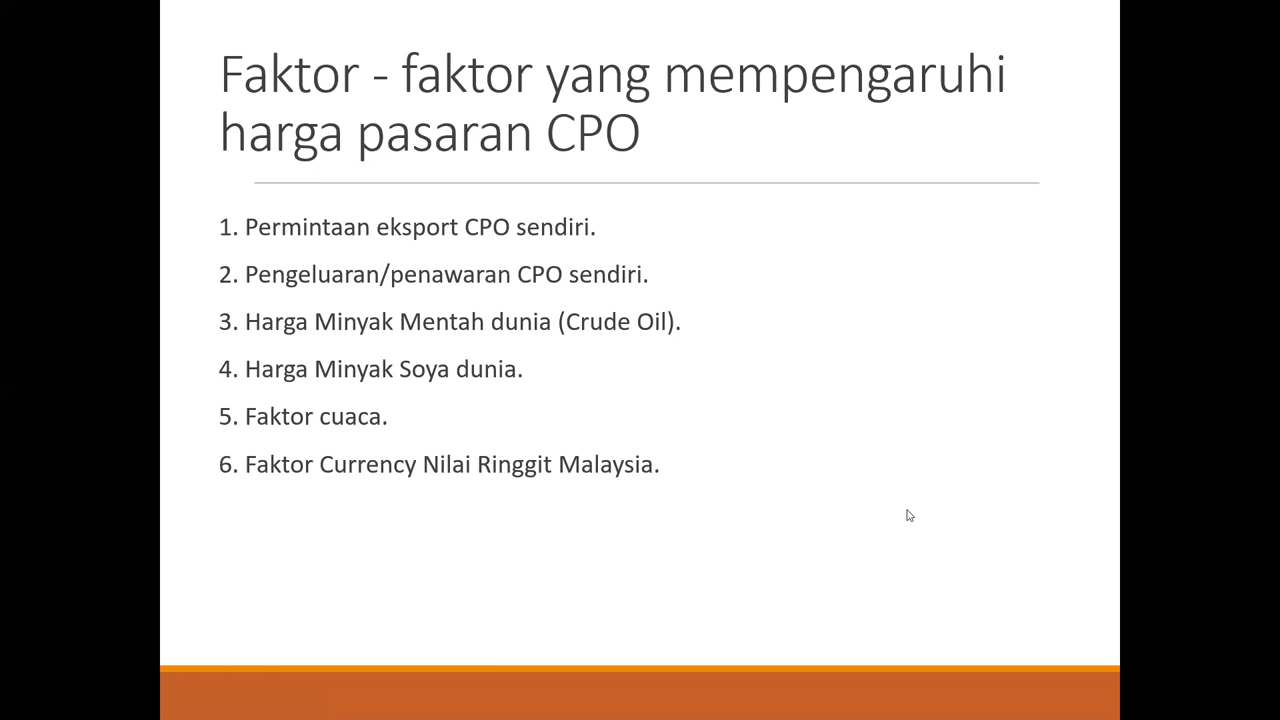 Faktor - faktor yang mempengaruhi
harga pasaran CPO
1. Permintaan eksport CPO sendiri.
2. Pengeluaran/penawaran CPO sendiri.
3. Harga Minyak Mentah dunia (Crude Oil).
4. Harga Minyak Soya dunia.
5. Faktor cuaca.
6. Faktor Currency Nilai Ringgit Malaysia.